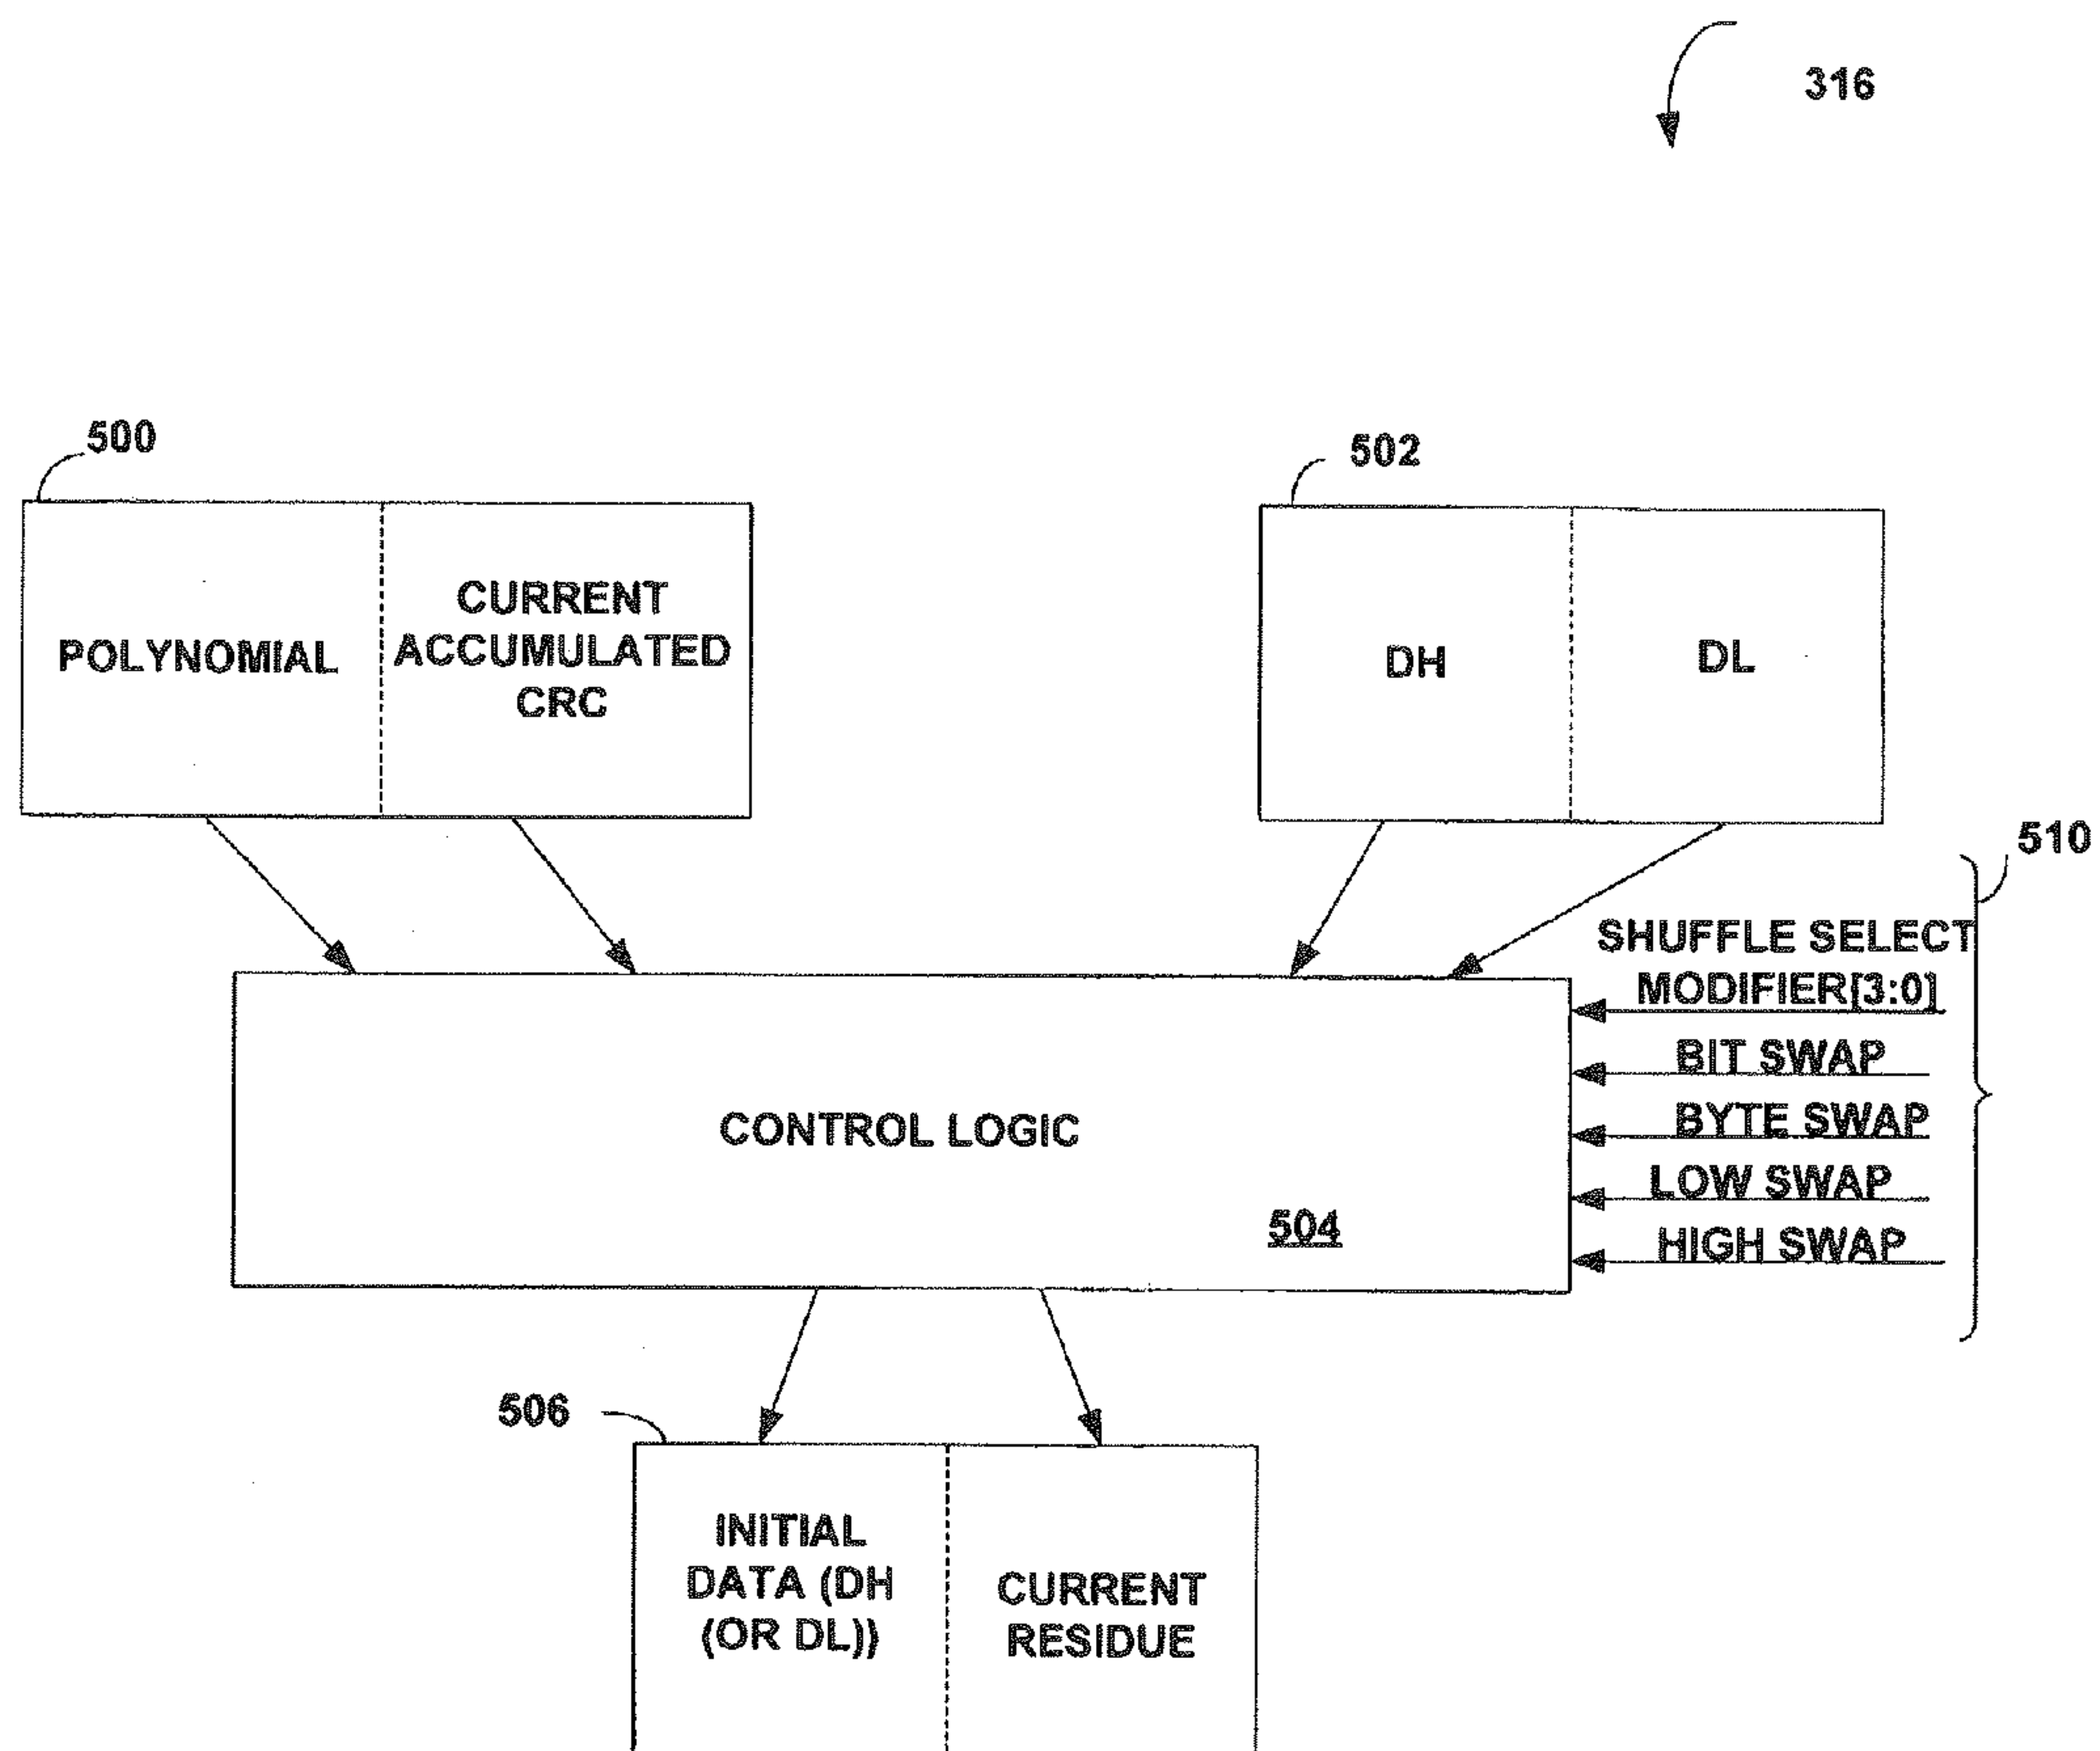 316
500
502
POLYNOMIAL
CURRENT
ACCUMULATED
CRC
DH
DL
510
SHUFFLE SELECT
MODIFIER[3:0]
BIT SWAP
BYTE SWAP
LOW SWAP
HIGH SWAP
CONTROL LOGIC
504
506
INITIAL
DATA (DH
(OR DL))
CURRENT
RESIDUE